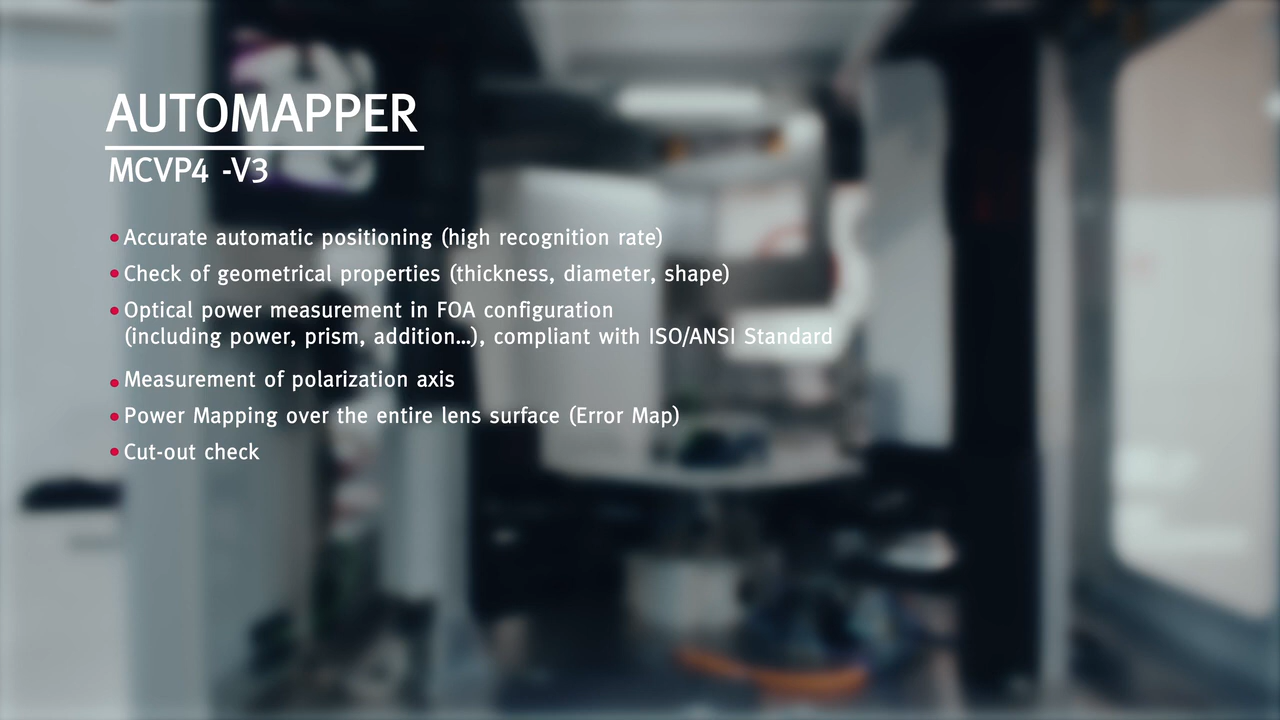 AUTOMAPPER
MCVP4 -V3
• Accurate automatic positioning (high recognition rate)
• Check of geometrical properties (thickness, diameter, shape)
• Optical power measurement in FOA configuration
(including power, prism, addition...), compliant with ISO/ANSI Standard
• Measurement of polarization axis
• Power Mapping over the entire lens surface (Error Map)
• Cut-out check